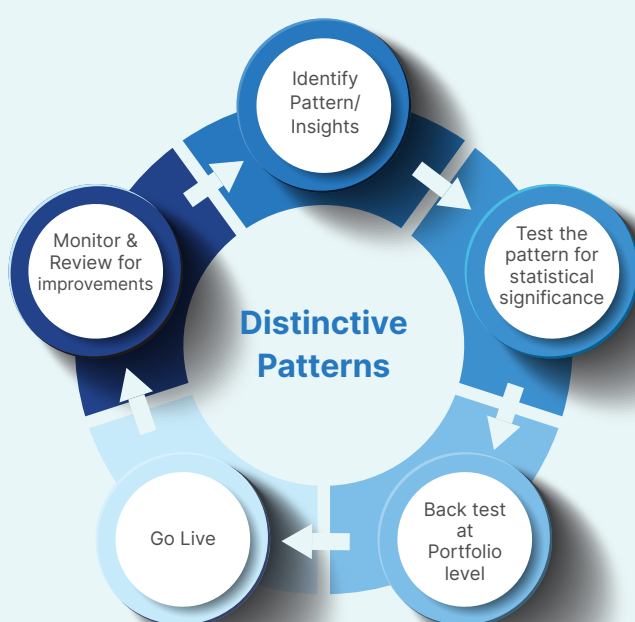 Identify
Pattern/
Insights
Test the
pattern for
statistical
significance
Back test
at
Portfolio
level
Go Live
Monitor &
Review for
improvements
Distinctive
Patterns